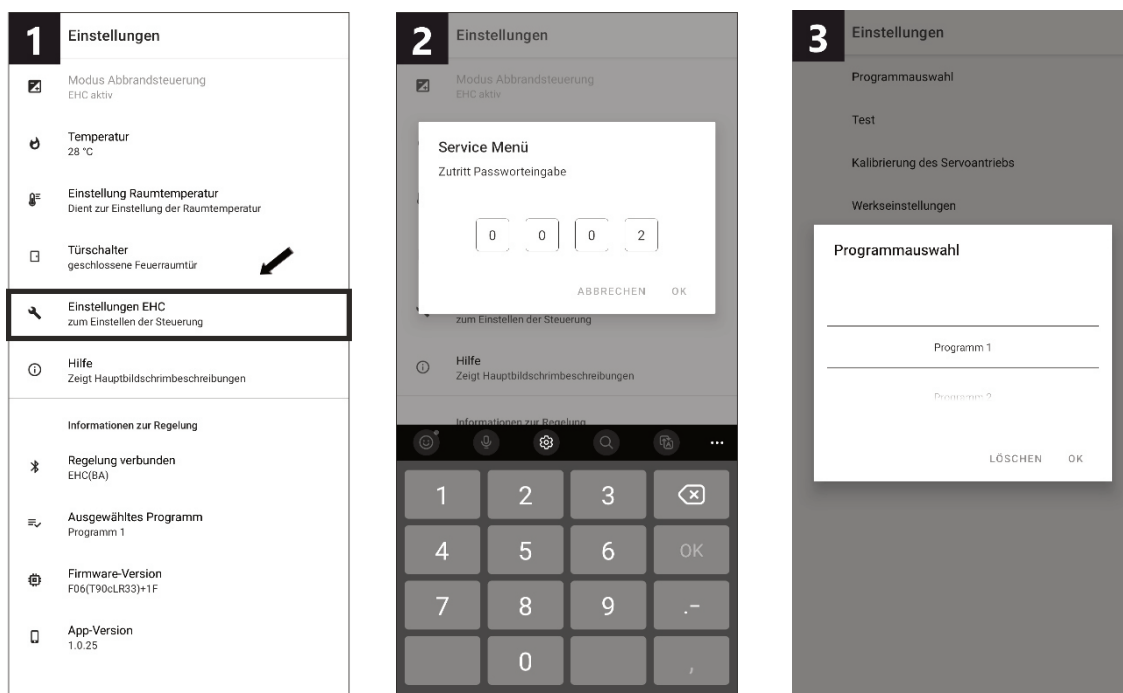 1
Einstellungen
Modus Abbrandsteuerung
EHC aktiv
Temperatur
28 °C
Einstellung Raumtemperatur
Dient zur Einstellung der Raumtemperatur
Türschalter
geschlossene Feuerraumtür
Einstellungen EHC
zum Einstellen der Steuerung
Hilfe
Zeigt Hauptbildschrimbeschreibungen
Informationen zur Regelung
Regelung verbunden
EHC(BA)
Ausgewähltes Programm
Programm 1
Firmware-Version
F06(T90cLR33)+1F
App-Version
1.0.25
2
Einstellungen
Modus Abbrandsteuerung
EHC aktiv
Service Menü
Zutritt Passworteingabe
0 0 0 2
ABBRECHEN OK
zum Einstellen der Steuerung
Hilfe
Zeigt Hauptbildschrimbeschreibungen
Informationen zur Regelung
1 2 3
4 5 6 OK
7 8 9 .-
0 ,
3
Einstellungen
Programmauswahl
Test
Kalibrierung des Servoantriebs
Werkseinstellungen
Programmauswahl
Programm 1
Programm 2
LÖSCHEN OK